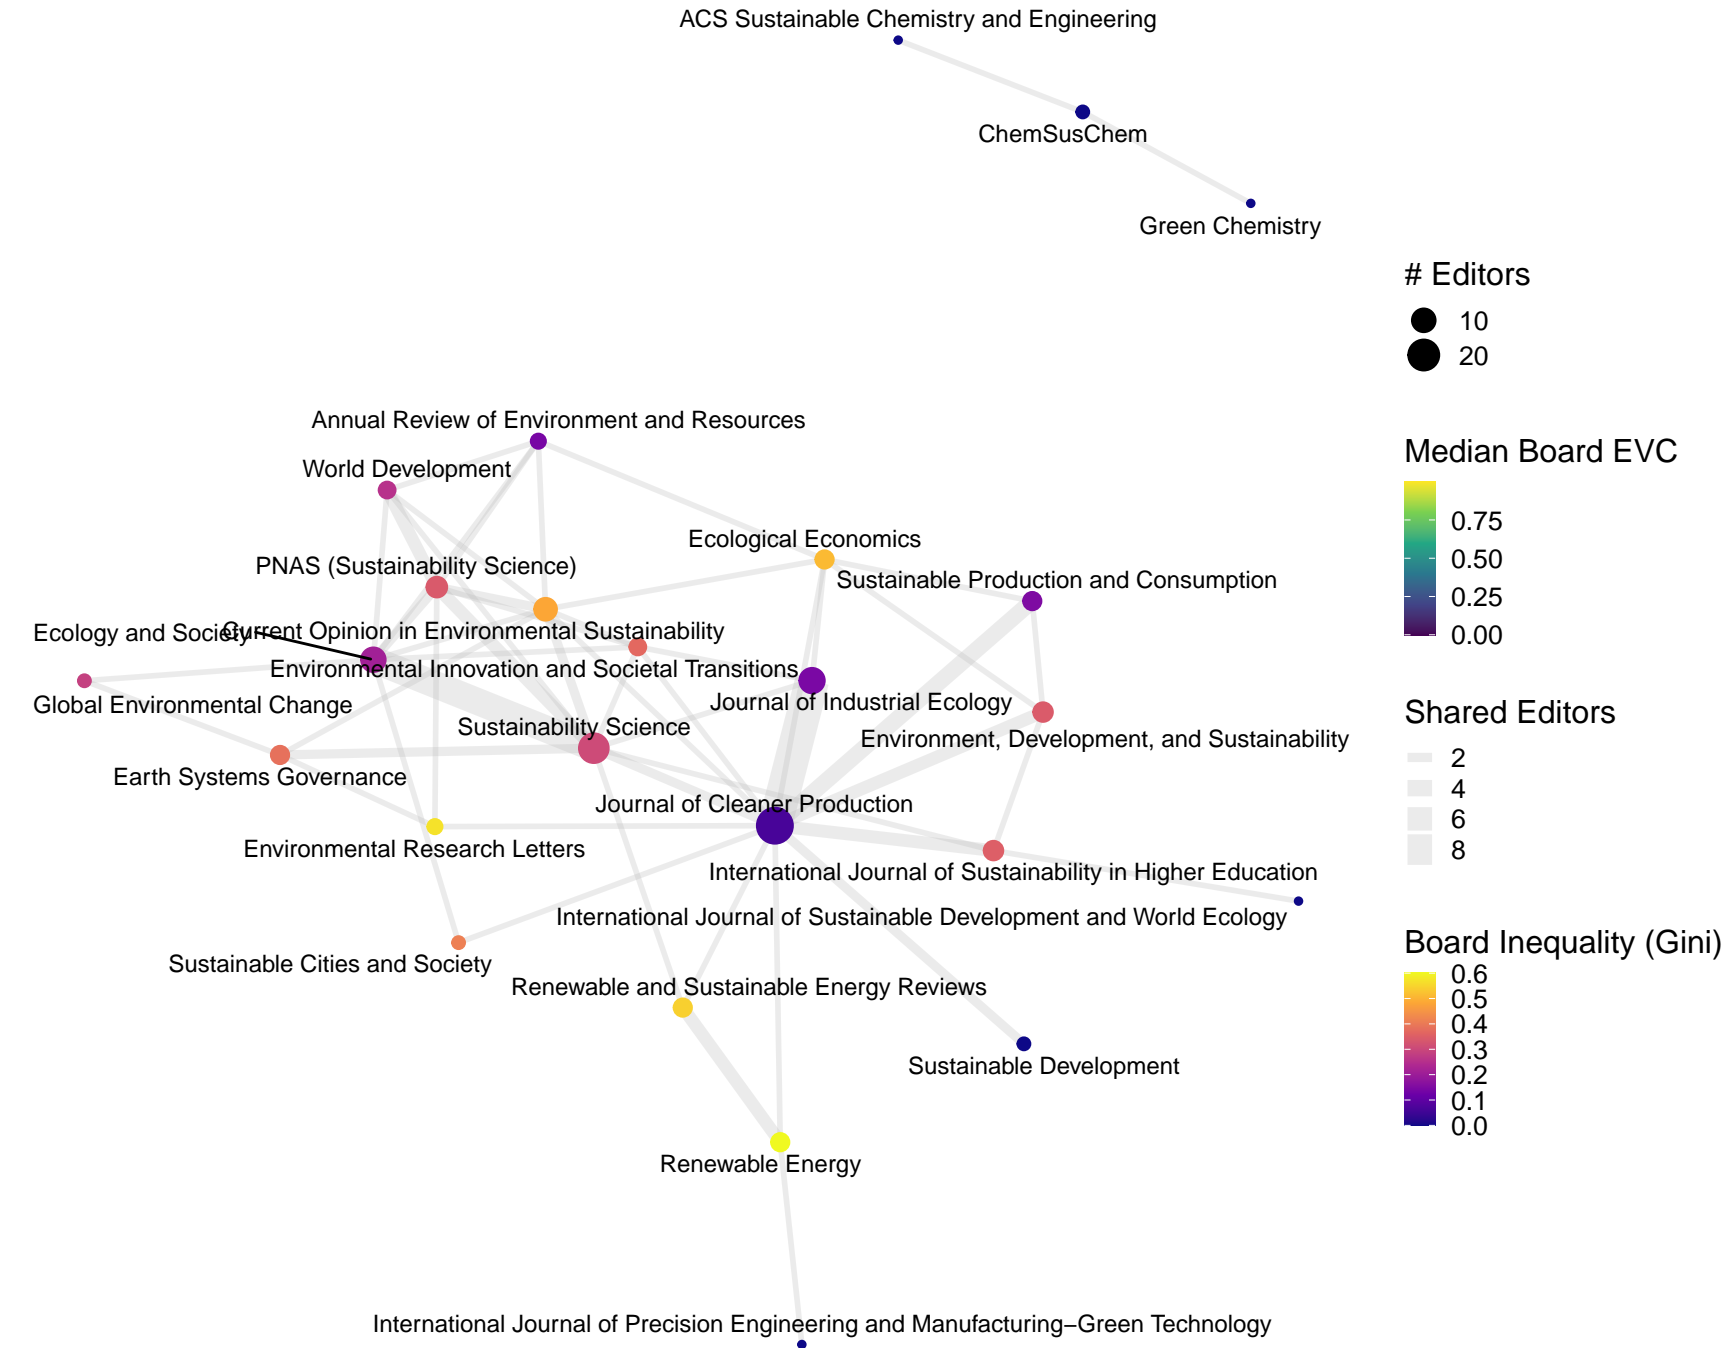 ACS Sustainable Chemistry and Engineering
ChemSusChem
Green Chemistry
Annual Review of Environment and Resources
World Development
Ecological Economics
PNAS (Sustainability Science)
Sustainable Production and Consumption
Ecology and Society
Current Opinion in Environmental Sustainability
Environmental Innovation and Societal Transitions
Global Environmental Change
Journal of Industrial Ecology
Sustainability Science
Environment, Development, and Sustainability
Earth Systems Governance
Journal of Cleaner Production
Environmental Research Letters
International Journal of Sustainability in Higher Education
International Journal of Sustainable Development and World Ecology
Sustainable Cities and Society
Renewable and Sustainable Energy Reviews
Sustainable Development
Renewable Energy
International Journal of Precision Engineering and Manufacturing−Green Technology
# Editors
10
20
Median Board EVC
0.75
0.50
0.25
0.00
Shared Editors
2
4
6
8
Board Inequality (Gini)
0.6
0.5
0.4
0.3
0.2
0.1
0.0